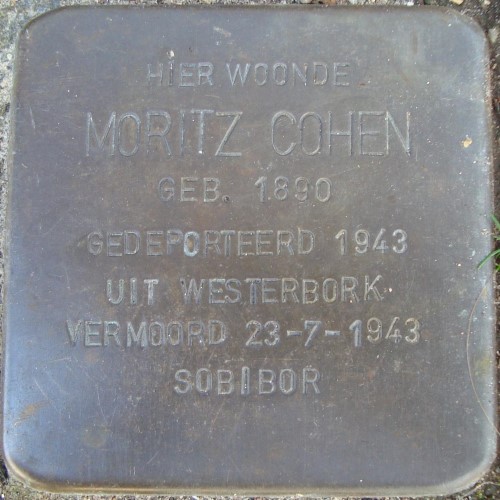 HIER WOONDE
MORITZ COHEN
GEB. 1890
GEDEPORTEERD 1943
UIT WESTERBORK
VERMOORD 23-7-1943
SOBIBOR